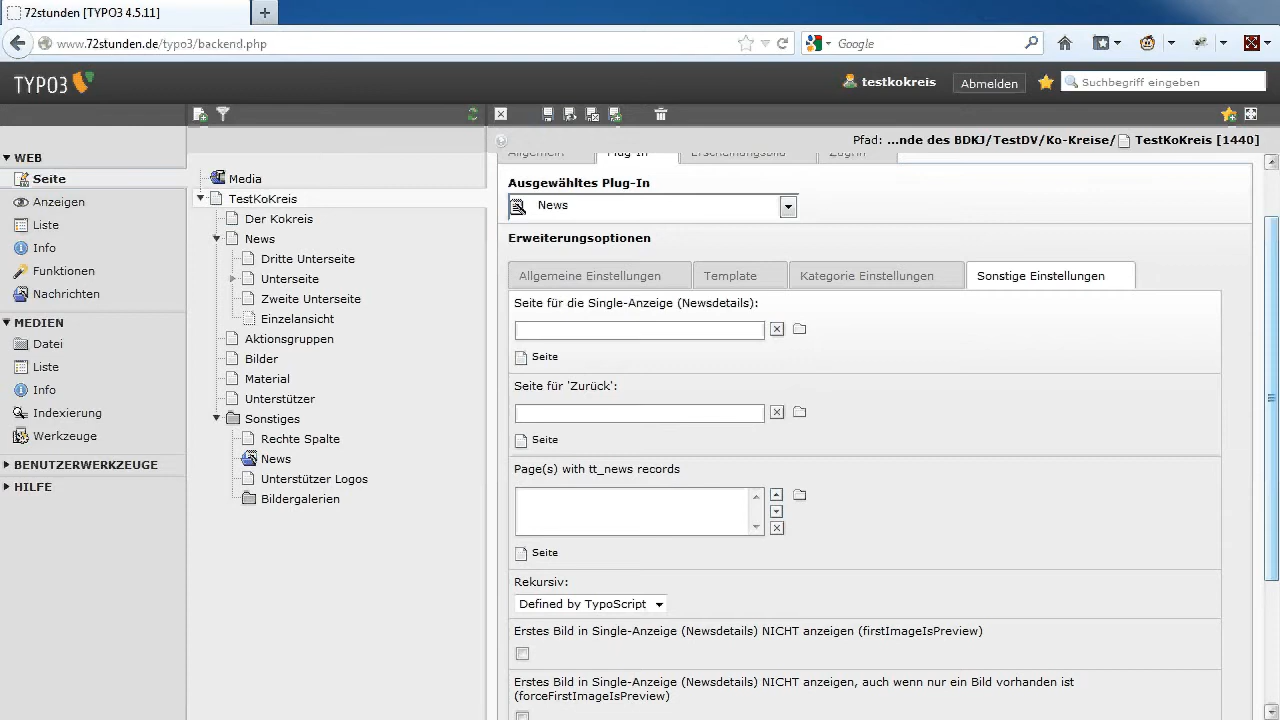 72stunden [TYPO3 4.5.11]
www.72stunden.de/typo3/backend.php
Google
TYPO3
testkokreis
Abmelden
Suchbegriff eingeben
Pfad: ...nde des BDKJ/TestDV/Ko-Kreise/ TestKoKreis [1440]
WEB
Seite
Anzeigen
Liste
Info
Funktionen
Nachrichten
MEDIEN
Datei
Liste
Info
Indexierung
Werkzeuge
BENUTZERWERKZEUGE
HILFE
Media
TestKoKreis
Der Kokreis
News
Dritte Unterseite
Unterseite
Zweite Unterseite
Einzelansicht
Aktionsgruppen
Bilder
Material
Unterstützer
Sonstiges
Rechte Spalte
News
Unterstützer Logos
Bildergalerien
Allgemein Plug-In Erscheinungsbild Zugriff
Ausgewähltes Plug-In
News
Erweiterungsoptionen
Allgemeine Einstellungen Template Kategorie Einstellungen Sonstige Einstellungen
Seite für die Single-Anzeige (Newsdetails):
Seite
Seite für 'Zurück':
Seite
Page(s) with tt_news records
Seite
Rekursiv:
Defined by TypoScript
Erstes Bild in Single-Anzeige (Newsdetails) NICHT anzeigen (firstImageIsPreview)
Erstes Bild in Single-Anzeige (Newsdetails) NICHT anzeigen, auch wenn nur ein Bild vorhanden ist
(forceFirstImageIsPreview)